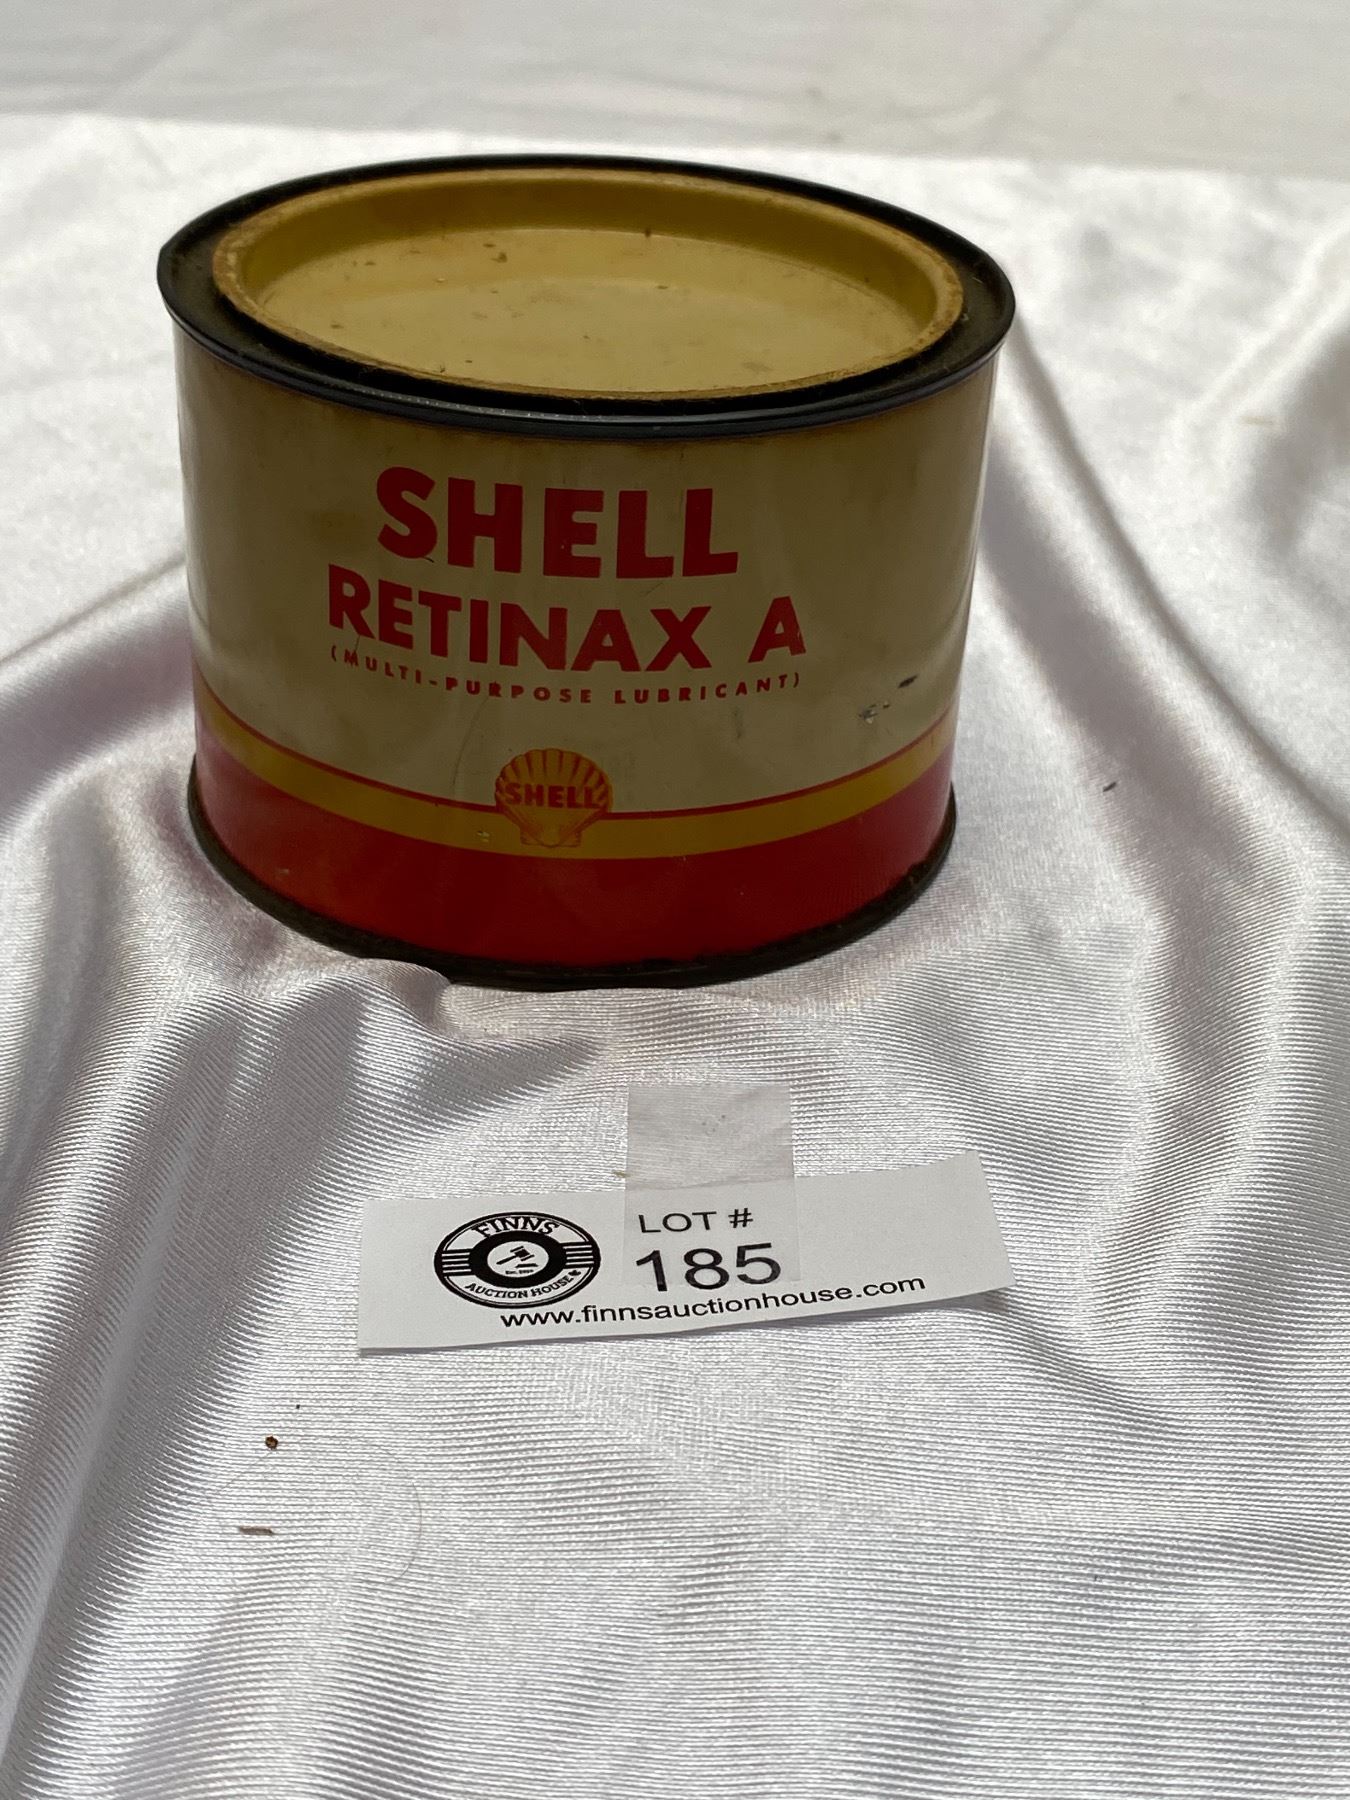 SHELL
RETINAX A
(MULTI-PURPOSE LUBRICANT)
SHELL
FINNS
AUCTION HOUSE
LOT #
185
www.finnsauctionhouse.com